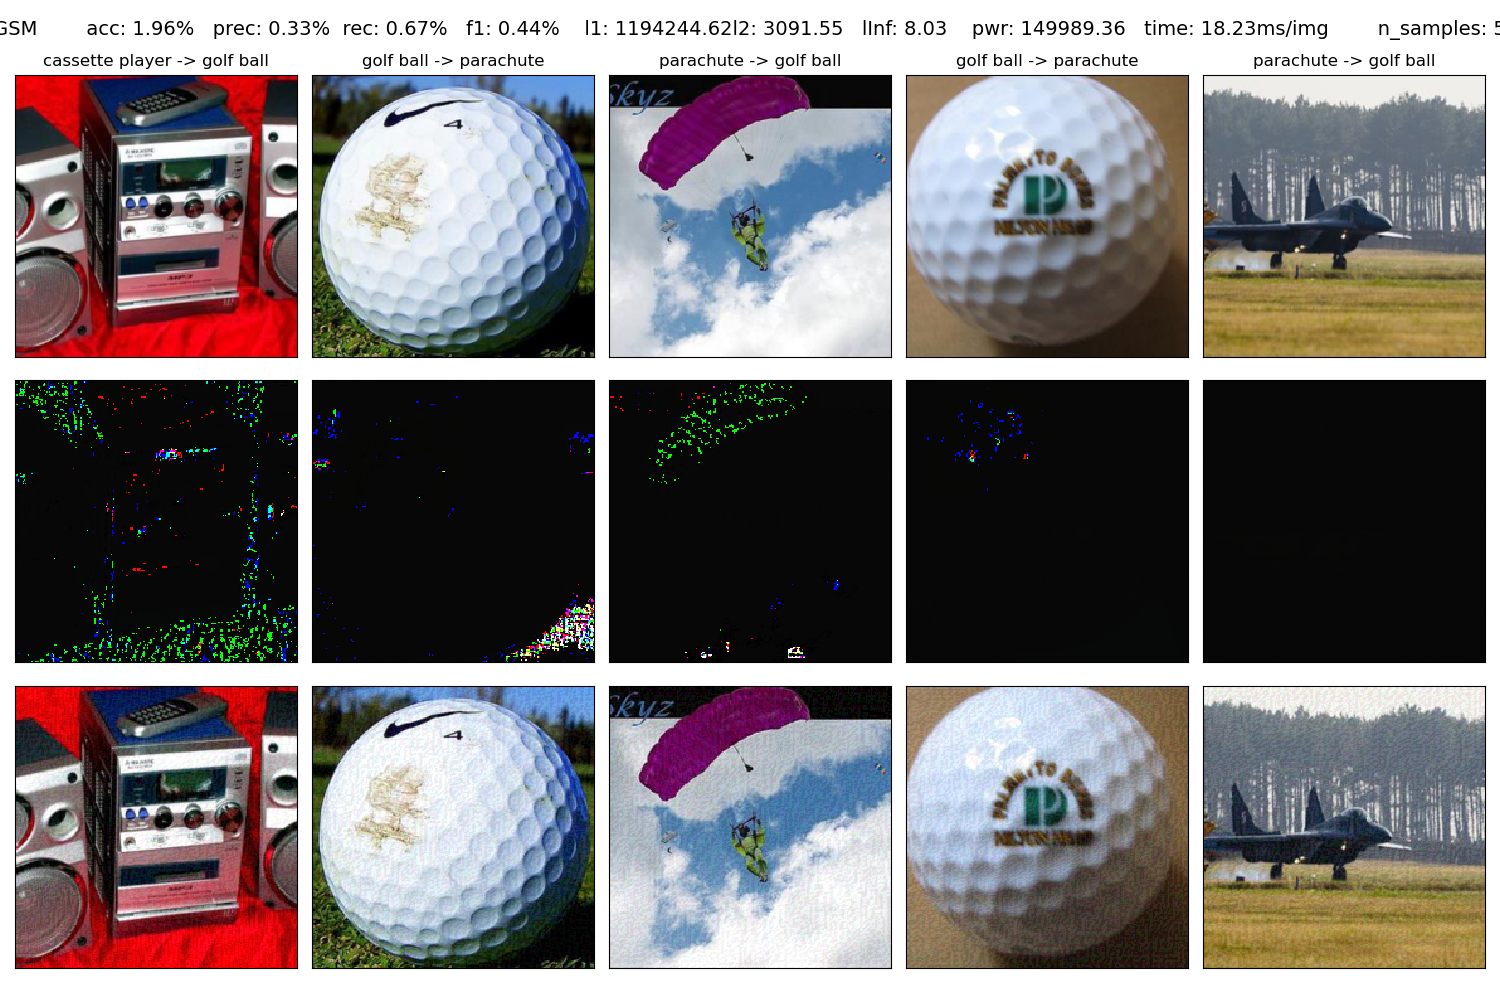 GSM acc: 1.96% prec: 0.33% rec: 0.67% f1: 0.44% l1: 1194244.62l2: 3091.55 lInf: 8.03 pwr: 149989.36 time: 18.23ms/img n_samples: 5
cassette player -> golf ball
golf ball -> parachute
parachute -> golf ball
golf ball -> parachute
parachute -> golf ball
4
Skyz
P
4
Skyz
P